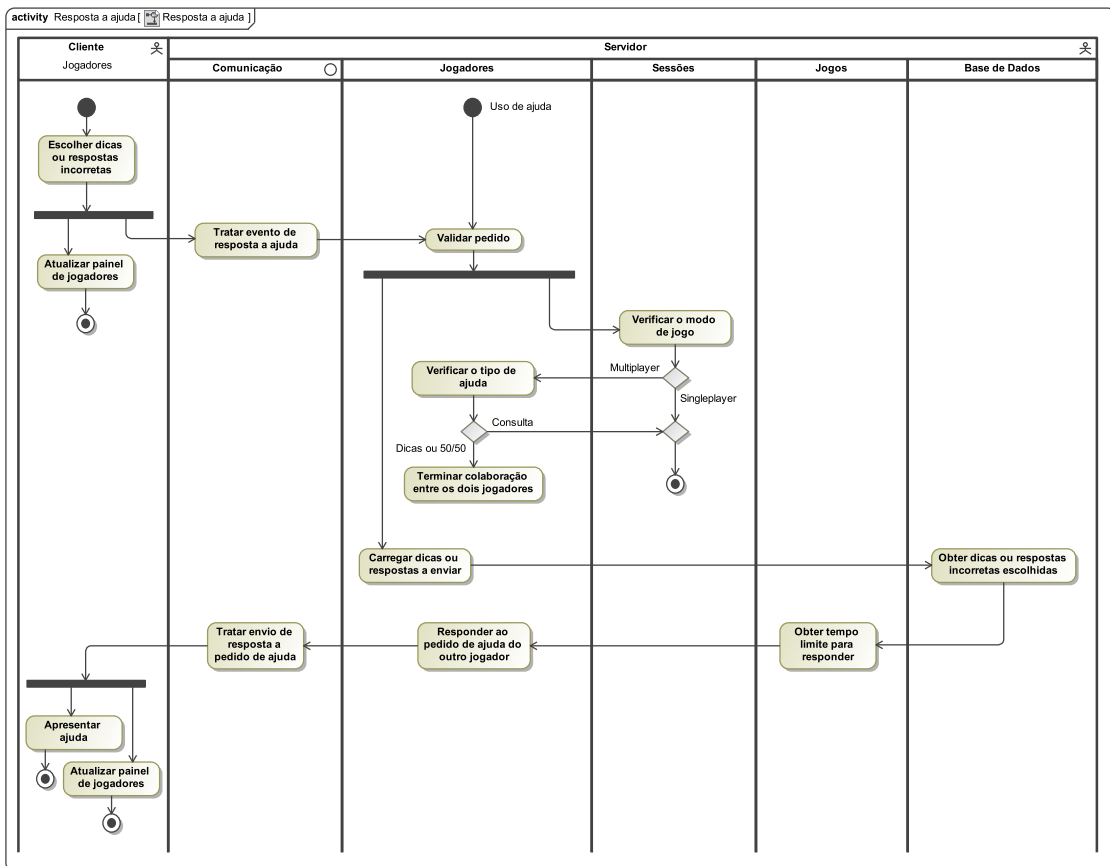 activity Resposta a ajuda [ Resposta a ajuda ]
Cliente
Jogadores
Servidor
Comunicação
Jogadores
Sessões
Jogos
Base de Dados
Uso de ajuda
Escolher dicas
ou respostas
incorretas
Tratar evento de
resposta a ajuda
Validar pedido
Atualizar painel
de jogadores
Verificar o modo
de jogo
Multiplayer
Singleplayer
Verificar o tipo de
ajuda
Consulta
Dicas ou 50/50
Terminar colaboração
entre os dois jogadores
Carregar dicas ou
respostas a enviar
Obter dicas ou respostas
incorretas escolhidas
Tratar envio de
resposta a
pedido de ajuda
Responder ao
pedido de ajuda do
outro jogador
Obter tempo
limite para
responder
Apresentar
ajuda
Atualizar painel
de jogadores